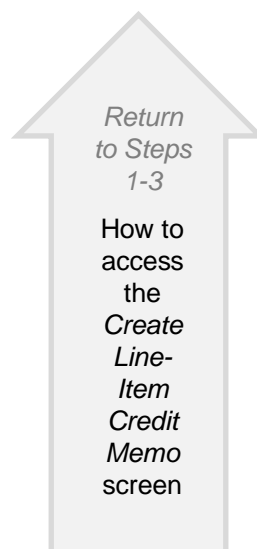 Return
to Steps
1-3
How to
access
the
Create
Line-
Item
Credit
Memo
screen